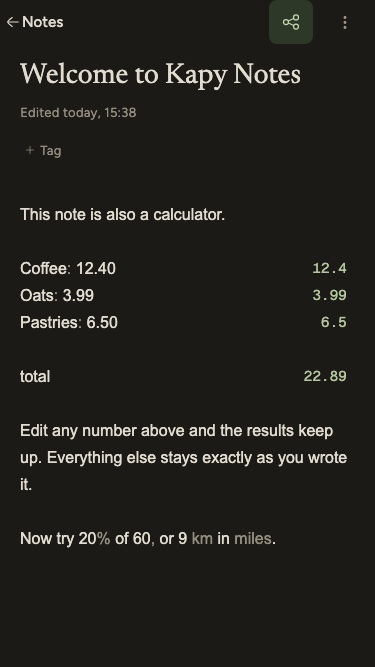 Notes
Welcome to Kapy Notes
Edited today, 15:38
+ Tag
This note is also a calculator.
Coffee: 12.40 12.4
Oats: 3.99 3.99
Pastries: 6.50 6.5
total 22.89
Edit any number above and the results keep
up. Everything else stays exactly as you wrote
it.
Now try 20% of 60, or 9 km in miles.